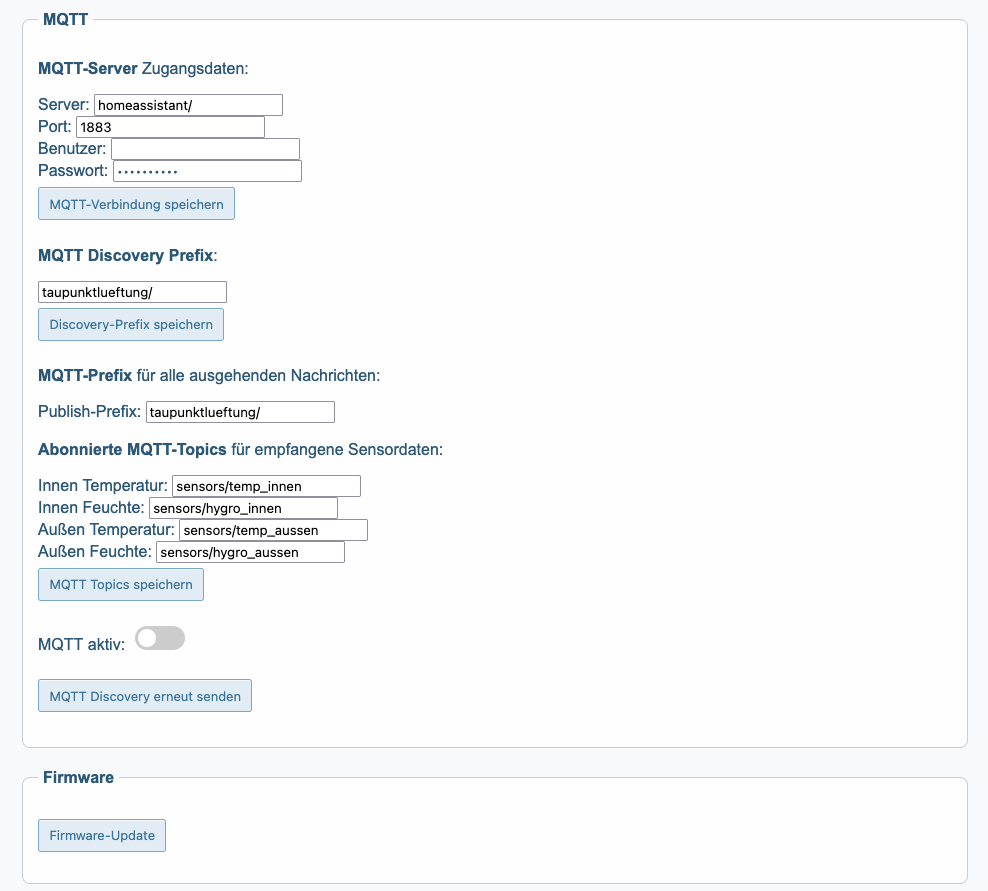 MQTT
MQTT-Server Zugangsdaten:
Server: homeassistant/
Port: 1883
Benutzer:
Passwort: ••••••••••
MQTT-Verbindung speichern
MQTT Discovery Prefix:
taupunktlueftung/
Discovery-Prefix speichern
MQTT-Prefix für alle ausgehenden Nachrichten:
Publish-Prefix: taupunktlueftung/
Abonnierte MQTT-Topics für empfangene Sensordaten:
Innen Temperatur: sensors/temp_innen
Innen Feuchte: sensors/hygro_innen
Außen Temperatur: sensors/temp_aussen
Außen Feuchte: sensors/hygro_aussen
MQTT Topics speichern
MQTT aktiv:
MQTT Discovery erneut senden
Firmware
Firmware-Update